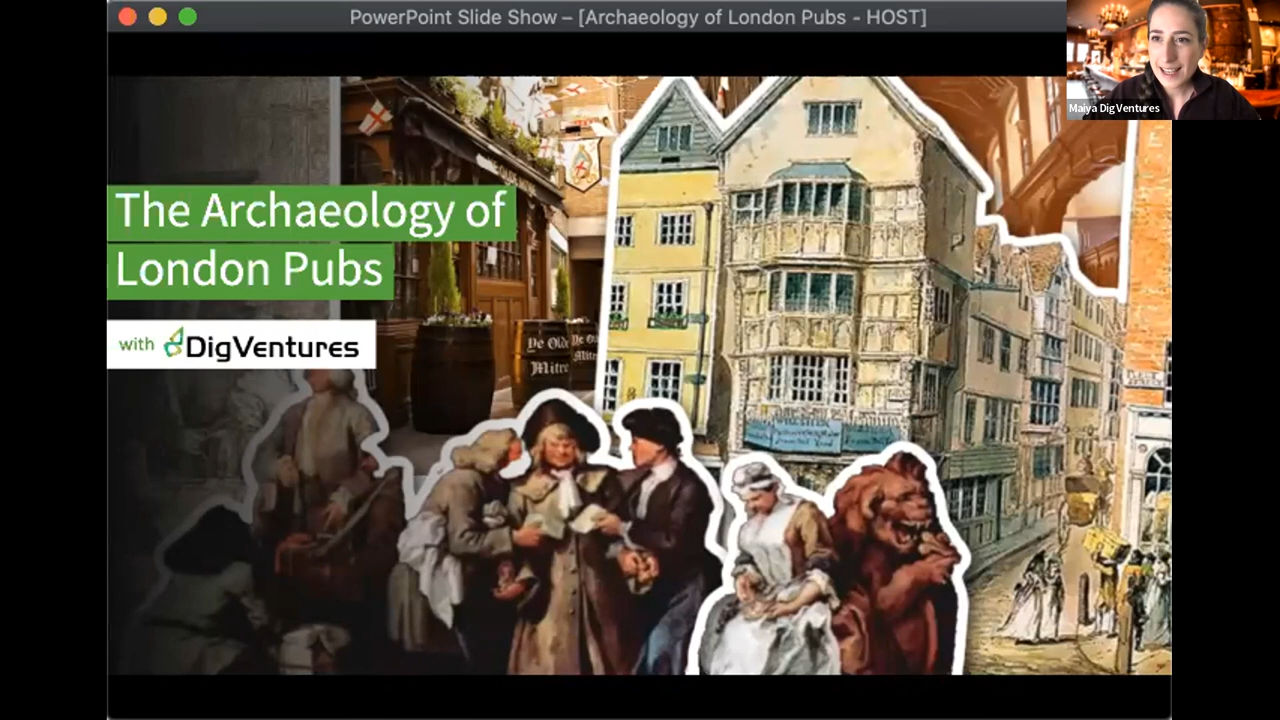 PowerPoint Slide Show – [Archaeology of London Pubs - HOST]
Maiya DigVentures
The Archaeology of
London Pubs
with DigVentures
Ye Olde
Mitre
Ye